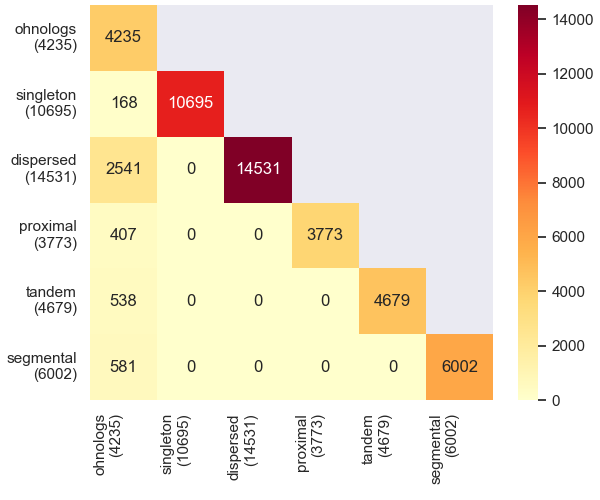 ohnologs
(4235)
4235
singleton
(10695)
168 10695
dispersed
(14531)
2541 0 14531
proximal
(3773)
407 0 0 3773
tandem
(4679)
538 0 0 0 4679
segmental
(6002)
581 0 0 0 0 6002
ohnologs
(4235)
singleton
(10695)
dispersed
(14531)
proximal
(3773)
tandem
(4679)
segmental
(6002)
14000
12000
10000
8000
6000
4000
2000
0